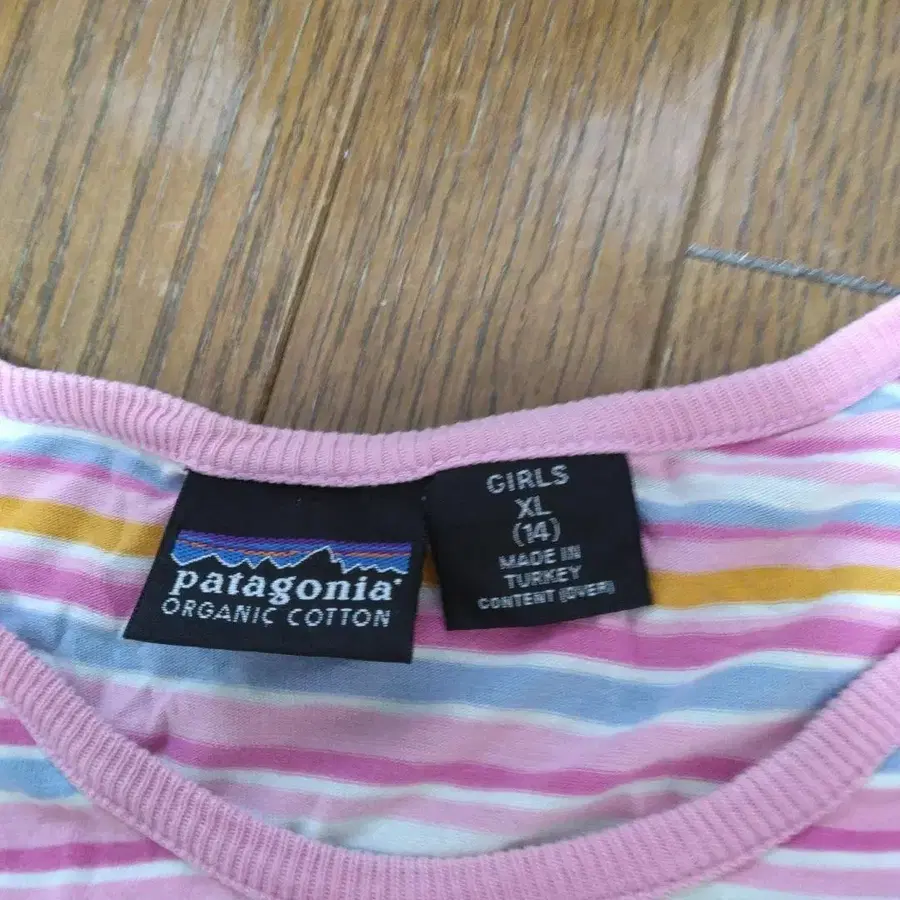 patagonia®
ORGANIC COTTON
GIRLS
XL
(14)
MADE IN
TURKEY
CONTENT (OVER)